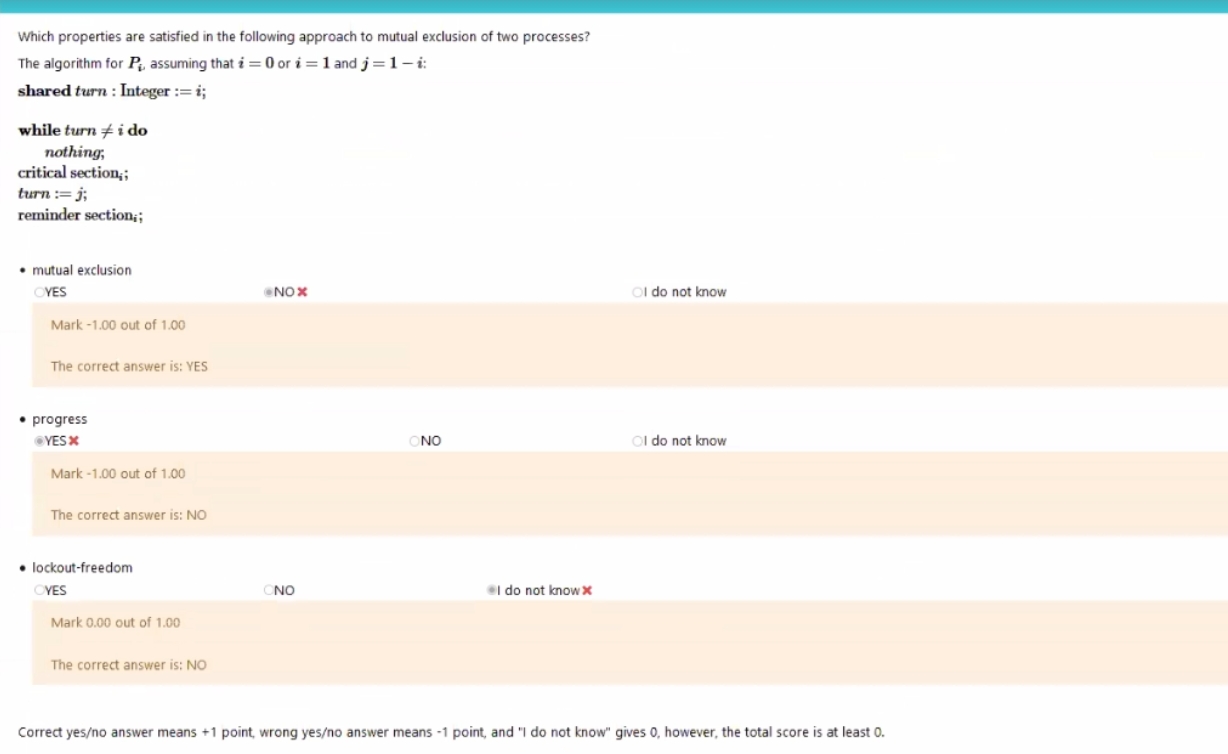 Which properties are satisfied in the following approach to mutual exclusion of two processes?
The algorithm for Pᵢ, assuming that i = 0 or i = 1 and j = 1 − i:
shared turn : Integer := i;
while turn ≠ i do
nothing;
critical sectionᵢ;
turn := j;
reminder sectionᵢ;
• mutual exclusion
YES NO ✖ I do not know
Mark -1.00 out of 1.00
The correct answer is: YES
• progress
YES ✖ NO I do not know
Mark -1.00 out of 1.00
The correct answer is: NO
• lockout-freedom
YES NO I do not know ✖
Mark 0.00 out of 1.00
The correct answer is: NO
Correct yes/no answer means +1 point, wrong yes/no answer means -1 point, and "I do not know" gives 0, however, the total score is at least 0.